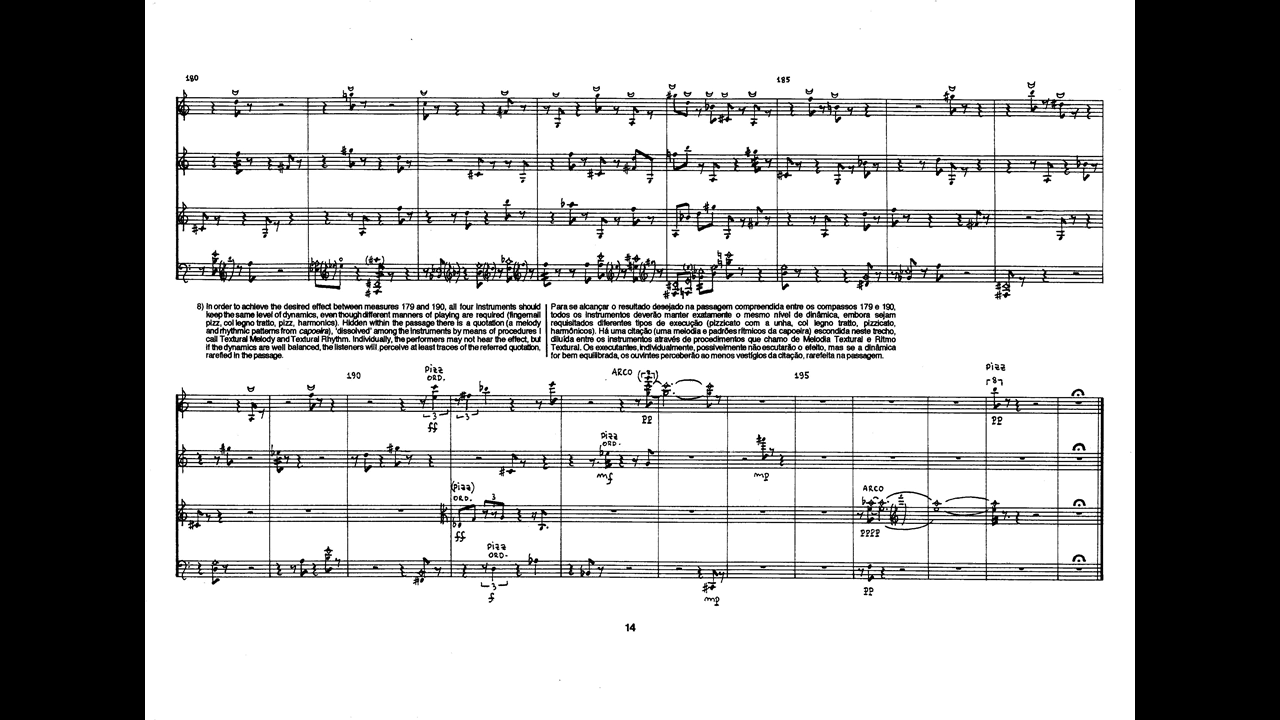 180
185
8) In order to achieve the desired effect between measures 179 and 190, all four instruments should
keep the same level of dynamics, even though different manners of playing are required (fingernail
pizz, col legno tratto, pizz, harmonics). Hidden within the passage there is a quotation (a melody
and rhythmic patterns from capoeira), 'dissolved' among the instruments by means of procedures I
call Textural Melody and Textural Rhythm. Individually, the performers may not hear the effect, but
if the dynamics are well balanced, the listeners will perceive at least traces of the referred quotation,
rarefied in the passage.
Para se alcançar o resultado desejado na passagem compreendida entre os compassos 179 e 190,
todos os instrumentos deverão manter exatamente o mesmo nível de dinâmica, embora sejam
requisitados diferentes tipos de execução (pizzicato com a unha, col legno tratto, pizzicato,
harmônicos). Há uma citação (uma melodia e padrões rítmicos da capoeira) escondida neste trecho,
diluída entre os instrumentos através de procedimentos que chamo de Melodia Textural e Ritmo
Textural. Os executantes, individualmente, possivelmente não escutarão o efeito, mas se a dinâmica
for bem equilibrada, os ouvintes perceberão ao menos vestígios da citação, rarefeita na passagem.
190
PIZZ
ORD.
3
3
ff
ARCO
(8)
pp
195
PIZZ
8
pp
PIZZ
ORD.
mf
mp
(PIZZ)
ORD.
3
ff
ARCO
pppp
PIZZ
ORD.
3
f
mp
pp
14